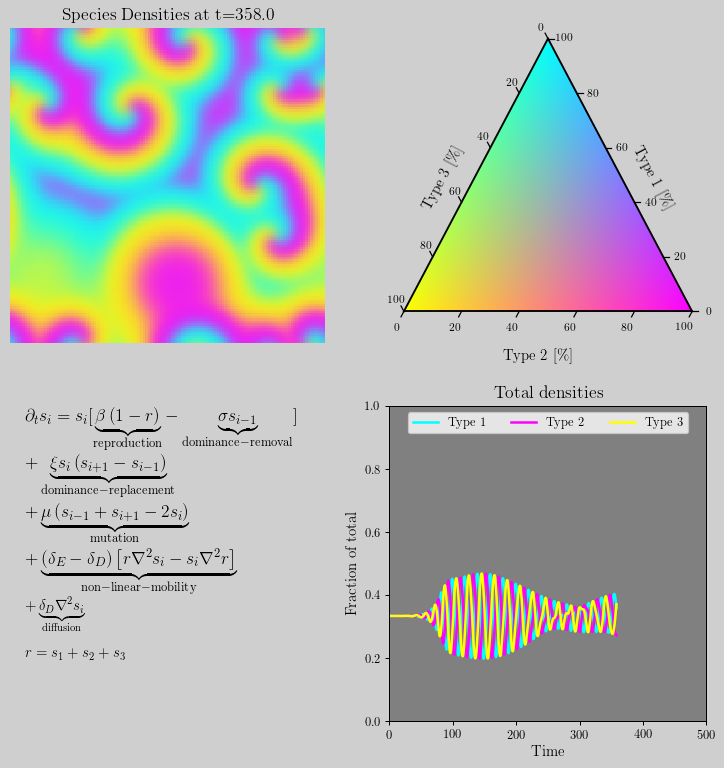 Species Densities at t=358.0
0
100
20
80
Type 3 [%]
Type 1 [%]
40
60
60
40
80
20
100
0
0 20 40 60 80 100
Type 2 [%]
∂ₜsᵢ = sᵢ[ β (1 − r) − σsᵢ₋₁ ]
reproduction dominance−removal
+ ξsᵢ (sᵢ₊₁ − sᵢ₋₁)
dominance−replacement
+ μ (sᵢ₋₁ + sᵢ₊₁ − 2sᵢ)
mutation
+ (δ_E − δ_D) [r∇²sᵢ − sᵢ∇²r]
non−linear−mobility
+ δ_D∇²sᵢ
diffusion
r = s₁ + s₂ + s₃
Total densities
Type 1 Type 2 Type 3
Fraction of total
1.0
0.8
0.6
0.4
0.2
0.0
0 100 200 300 400 500
Time